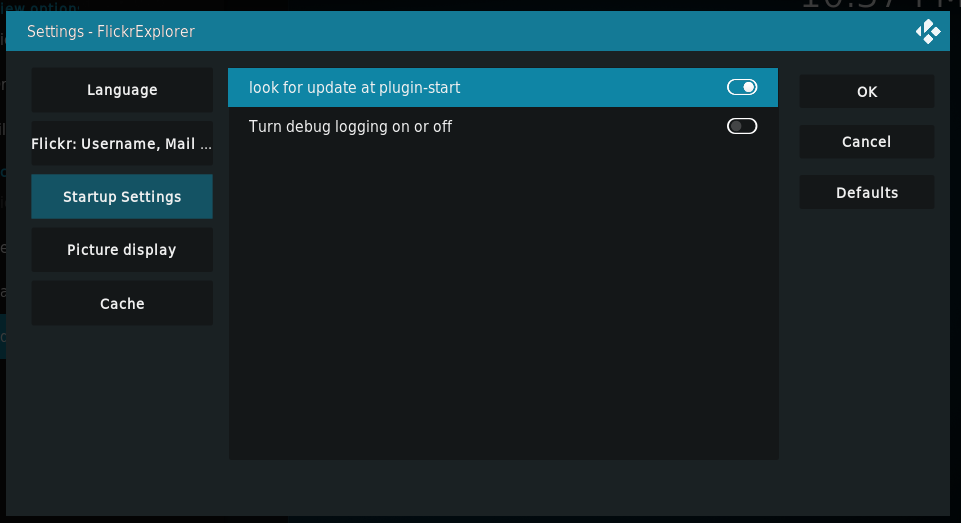 Settings - FlickrExplorer
Language
Flickr: Username, Mail ...
Startup Settings
Picture display
Cache
look for update at plugin-start
Turn debug logging on or off
OK
Cancel
Defaults